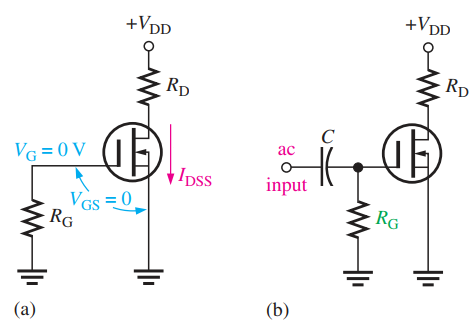 +VDD
RD
VG = 0 V
IDSS
VGS = 0
RG
(a)
+VDD
RD
C
ac
input
RG
(b)